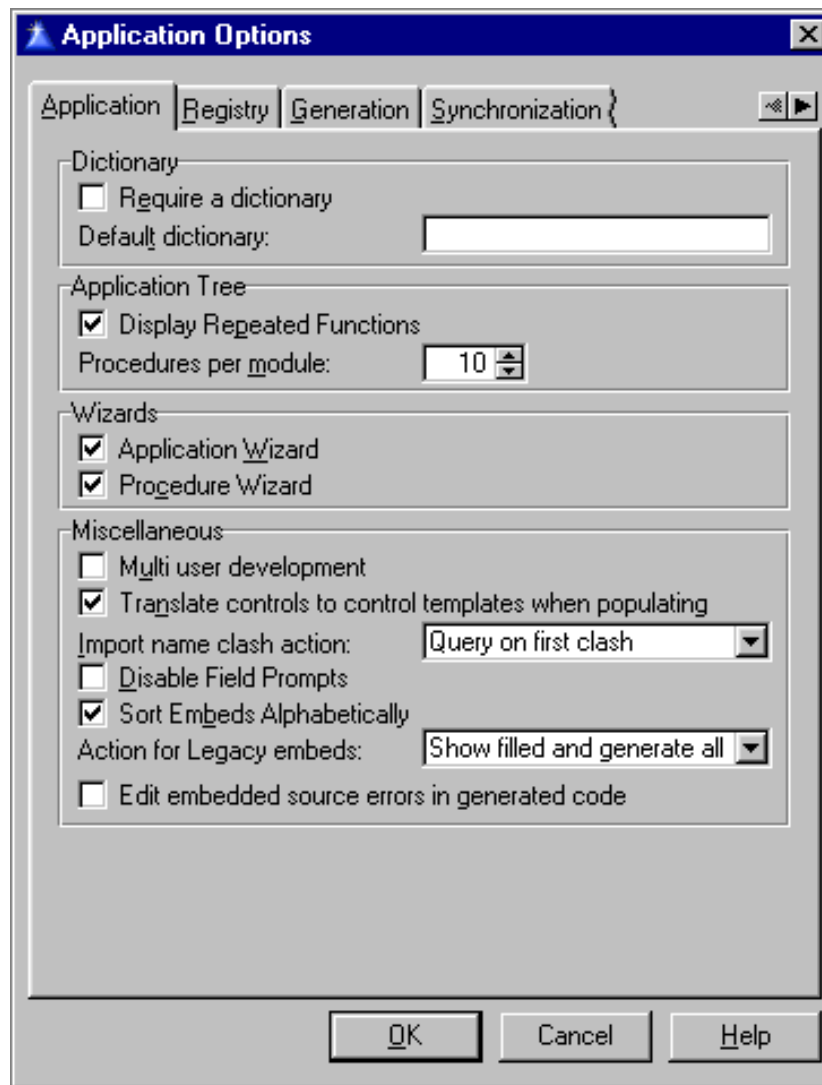 Application Options
Application Registry Generation Synchronization
Dictionary
Require a dictionary
Default dictionary:
Application Tree
Display Repeated Functions
Procedures per module: 10
Wizards
Application Wizard
Procedure Wizard
Miscellaneous
Multi user development
Translate controls to control templates when populating
Import name clash action: Query on first clash
Disable Field Prompts
Sort Embeds Alphabetically
Action for Legacy embeds: Show filled and generate all
Edit embedded source errors in generated code
OK Cancel Help